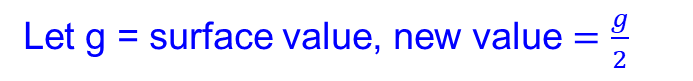 Let g = surface value, new value = g/2